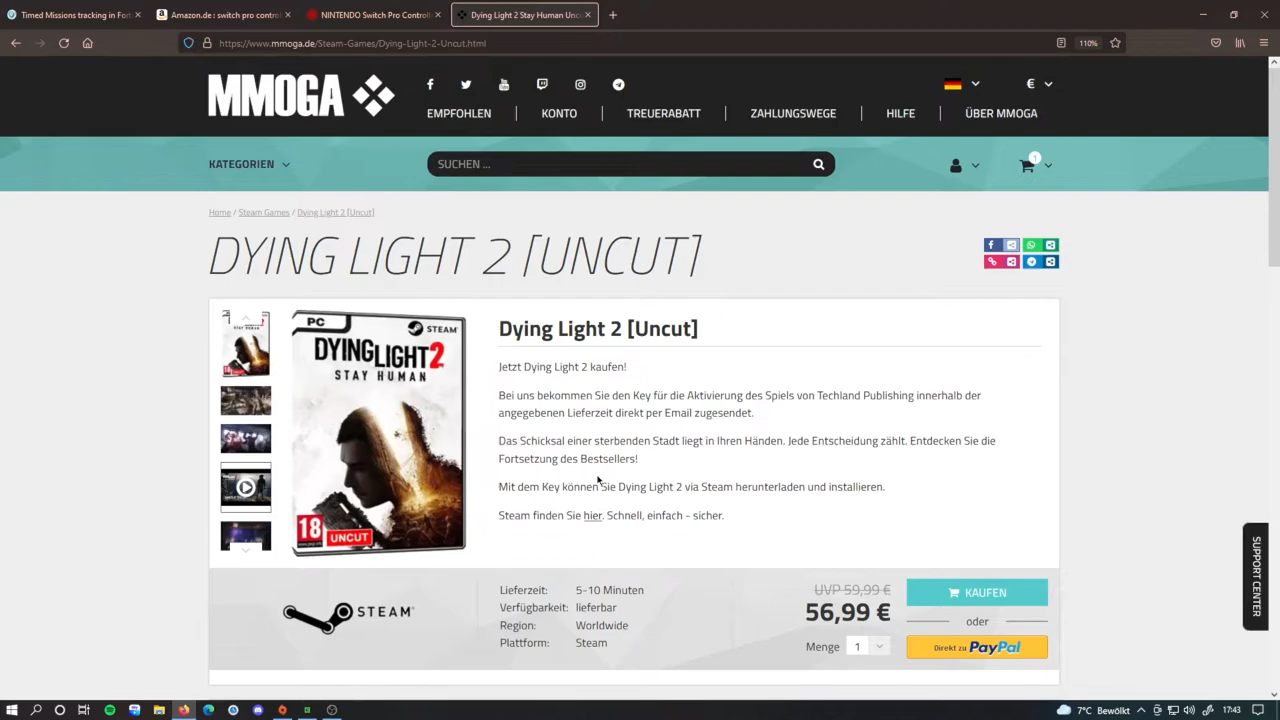 Timed Missions tracking in Fort
Amazon.de : switch pro controll
NINTENDO Switch Pro Controlle
Dying Light 2 Stay Human Unc
https://www.mmoga.de/Steam-Games/Dying-Light-2-Uncut.html
110%
MMOGA
EMPFOHLEN
KONTO
TREUERABATT
ZAHLUNGSWEGE
HILFE
ÜBER MMOGA
€
KATEGORIEN
SUCHEN ...
1
Home / Steam Games / Dying Light 2 [Uncut]
DYING LIGHT 2 [UNCUT]
PC
STEAM
DYING LIGHT 2
STAY HUMAN
18
UNCUT
Dying Light 2 [Uncut]
Jetzt Dying Light 2 kaufen!
Bei uns bekommen Sie den Key für die Aktivierung des Spiels von Techland Publishing innerhalb der
angegebenen Lieferzeit direkt per Email zugesendet.
Das Schicksal einer sterbenden Stadt liegt in Ihren Händen. Jede Entscheidung zählt. Entdecken Sie die
Fortsetzung des Bestsellers!
Mit dem Key können Sie Dying Light 2 via Steam herunterladen und installieren.
Steam finden Sie hier. Schnell, einfach - sicher.
STEAM
Lieferzeit: 5-10 Minuten
Verfügbarkeit: lieferbar
Region: Worldwide
Plattform: Steam
UVP 59,99 €
56,99 €
Menge 1
KAUFEN
oder
Direkt zu PayPal
SUPPORT CENTER
7°C Bewölkt
17:43